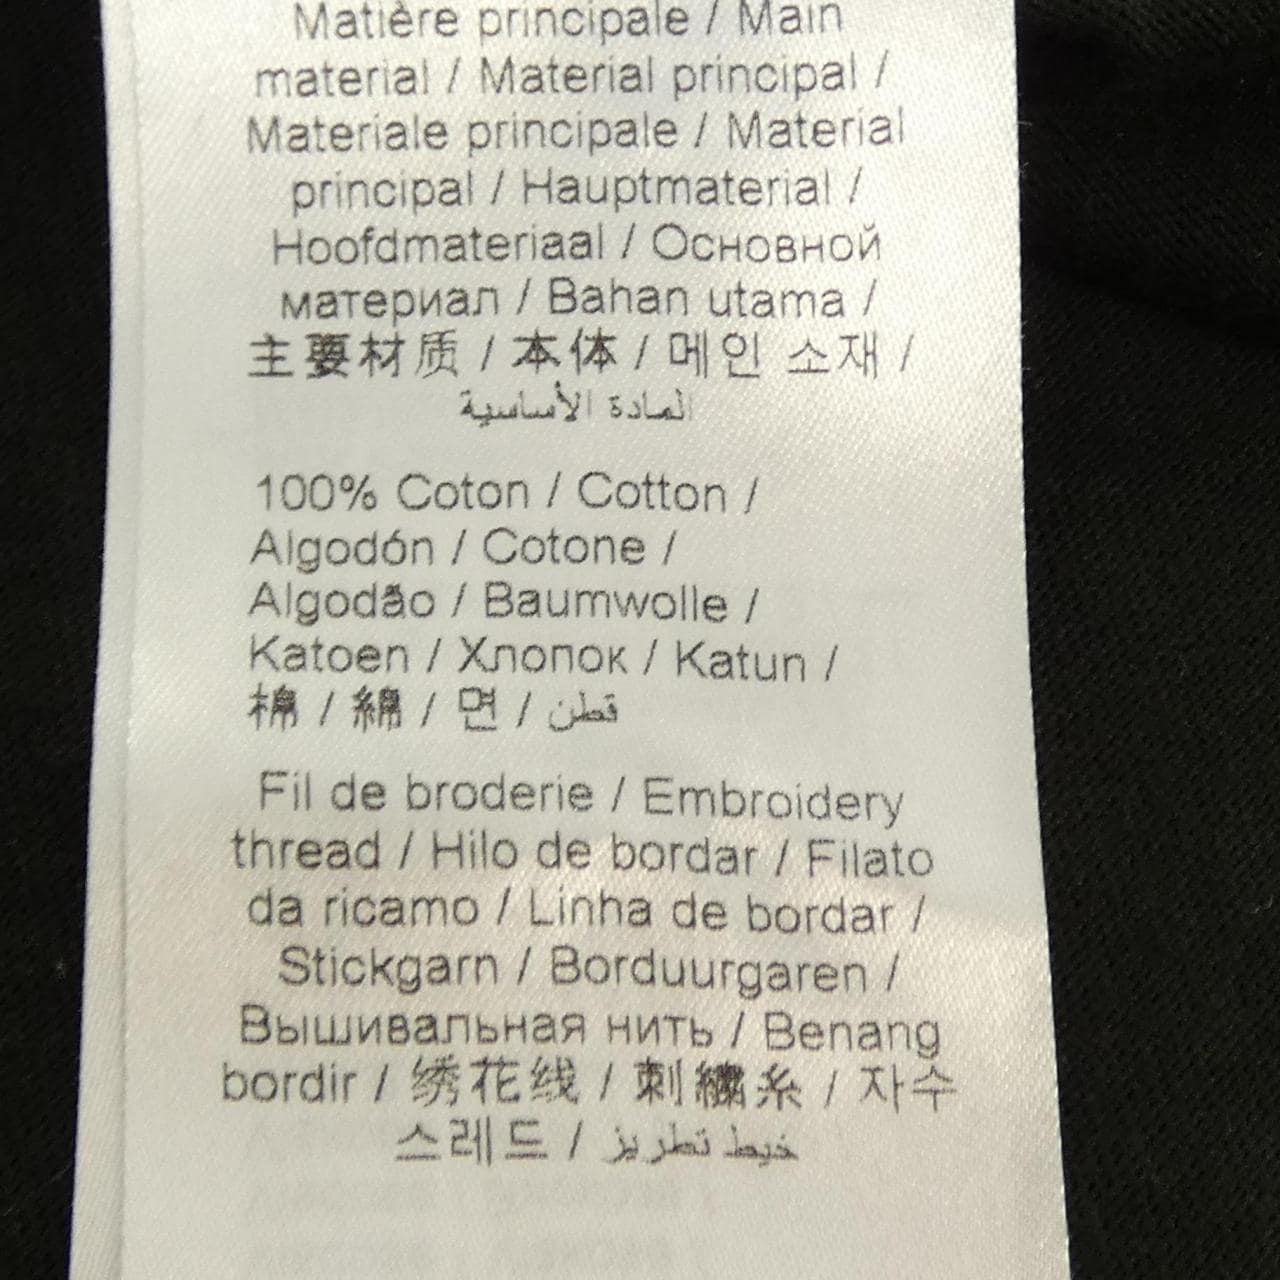 Matière principale / Main
material / Material principal /
Materiale principale / Material
principal / Hauptmaterial /
Hoofdmateriaal / Основной
материал / Bahan utama /
主要材质 / 本体 / 메인 소재 /
المادة الأساسية
100% Coton / Cotton /
Algodón / Cotone /
Algodão / Baumwolle /
Katoen / Хлопок / Katun /
棉 / 綿 / 면 / قطن
Fil de broderie / Embroidery
thread / Hilo de bordar / Filato
da ricamo / Linha de bordar /
Stickgarn / Borduurgaren /
Вышивальная нить / Benang
bordir / 绣花线 / 刺繍糸 / 자수
스레드 / خيط تطريز